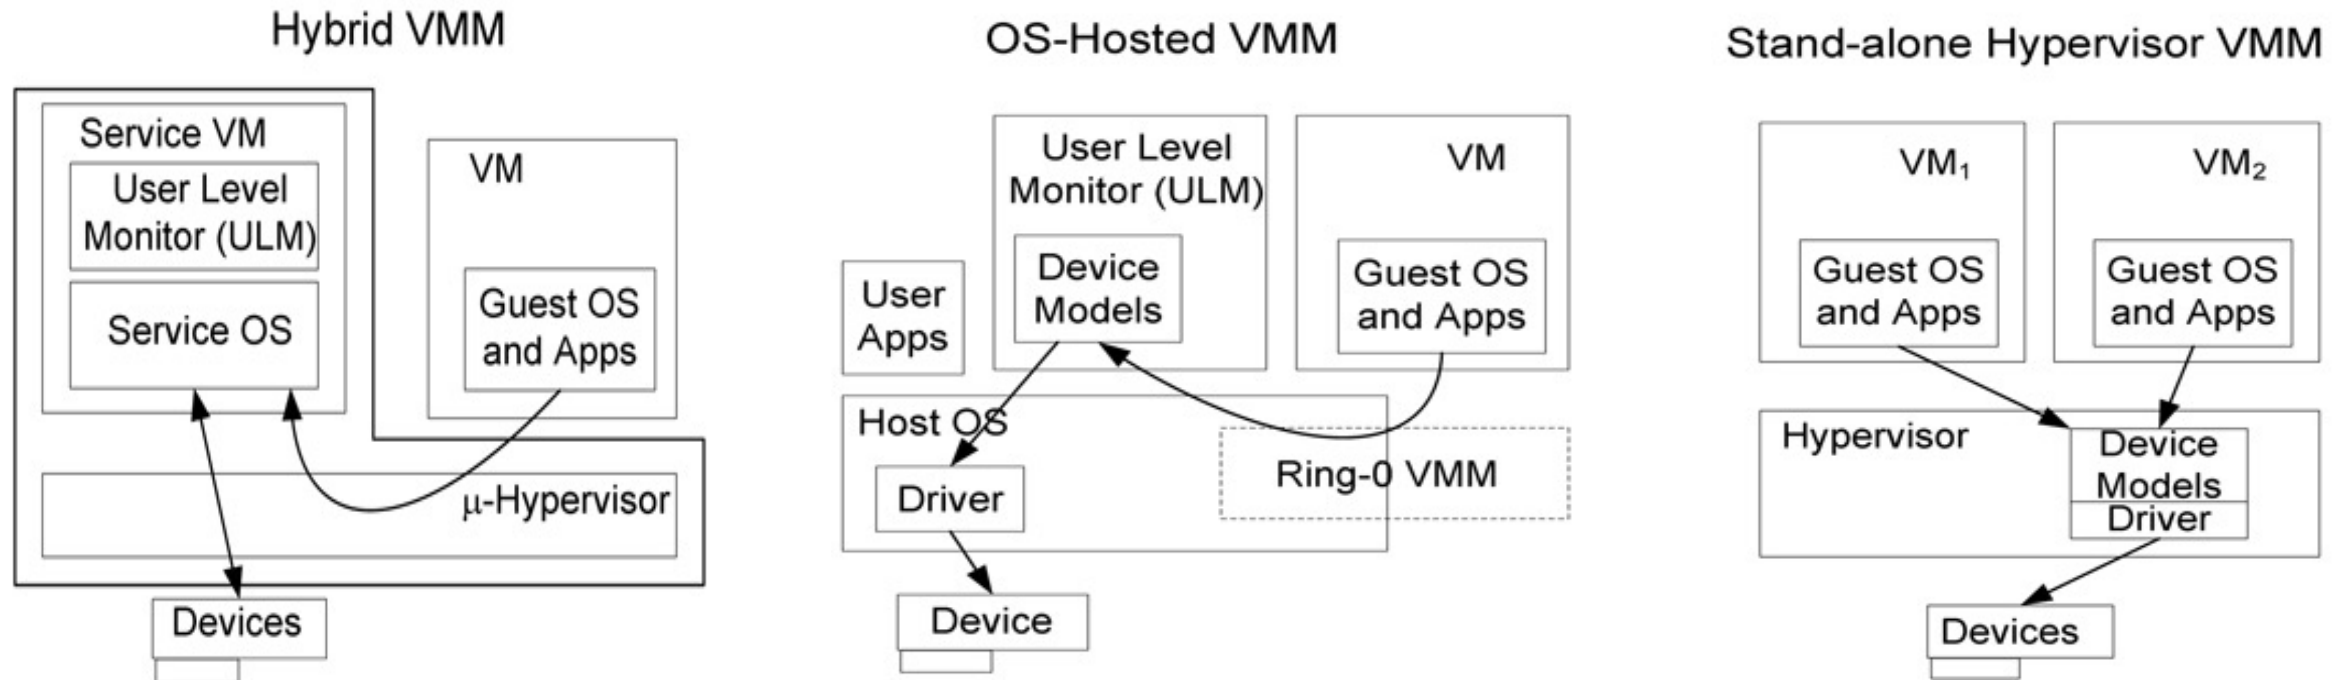 Hybrid VMM
Service VM
User Level
Monitor (ULM)
Service OS
VM
Guest OS
and Apps
μ-Hypervisor
Devices
OS-Hosted VMM
User Level
Monitor (ULM)
Device
Models
VM
Guest OS
and Apps
User
Apps
Host OS
Ring-0 VMM
Driver
Device
Stand-alone Hypervisor VMM
VM₁
Guest OS
and Apps
VM₂
Guest OS
and Apps
Hypervisor
Device
Models
Driver
Devices